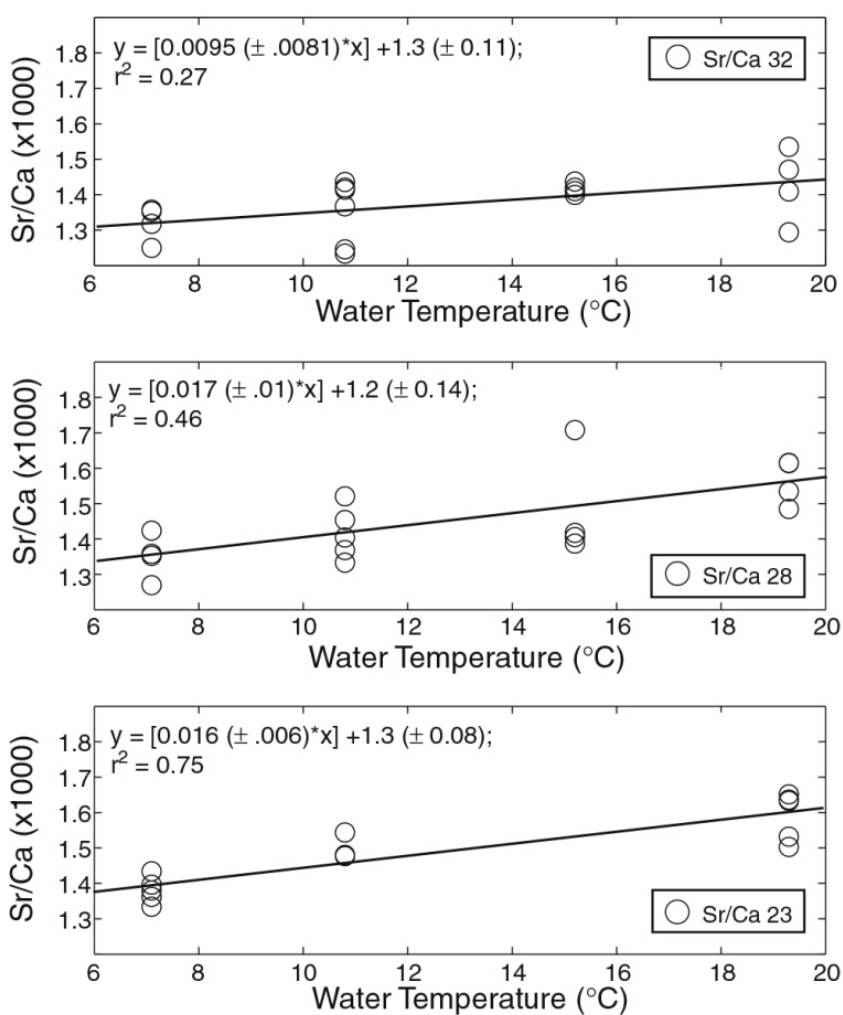 y = [0.0095 (± .0081)*x] +1.3 (± 0.11);
r² = 0.27
Sr/Ca 32
Sr/Ca (x1000)
1.8
1.7
1.6
1.5
1.4
1.3
6 8 10 12 14 16 18 20
Water Temperature (°C)
y = [0.017 (± .01)*x] +1.2 (± 0.14);
r² = 0.46
Sr/Ca (x1000)
1.8
1.7
1.6
1.5
1.4
1.3
Sr/Ca 28
6 8 10 12 14 16 18 20
Water Temperature (°C)
y = [0.016 (± .006)*x] +1.3 (± 0.08);
r² = 0.75
Sr/Ca (x1000)
1.8
1.7
1.6
1.5
1.4
1.3
Sr/Ca 23
6 8 10 12 14 16 18 20
Water Temperature (°C)